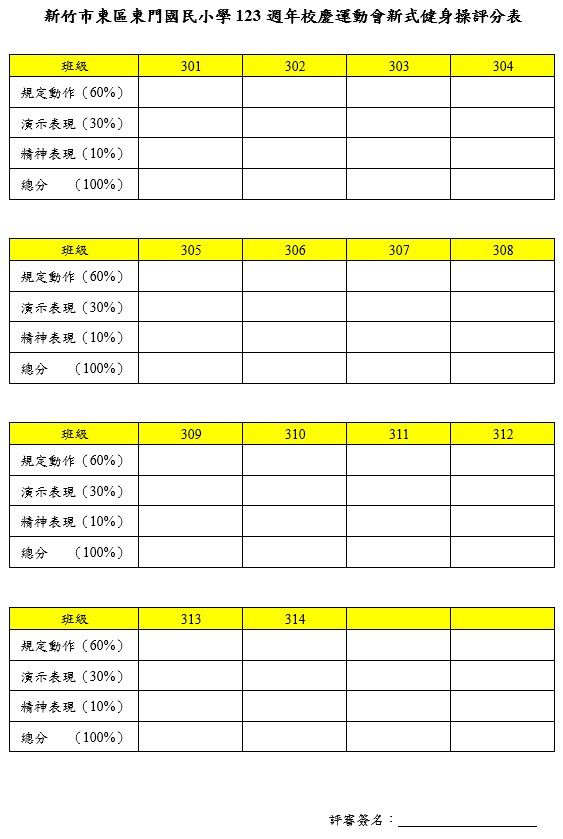 新竹市東區東門國民小學 123 週年校慶運動會新式健身操評分表
班級 301 302 303 304
規定動作（60%）
演示表現（30%）
精神表現（10%）
總分 （100%）
班級 305 306 307 308
規定動作（60%）
演示表現（30%）
精神表現（10%）
總分 （100%）
班級 309 310 311 312
規定動作（60%）
演示表現（30%）
精神表現（10%）
總分 （100%）
班級 313 314
規定動作（60%）
演示表現（30%）
精神表現（10%）
總分 （100%）
評審簽名：